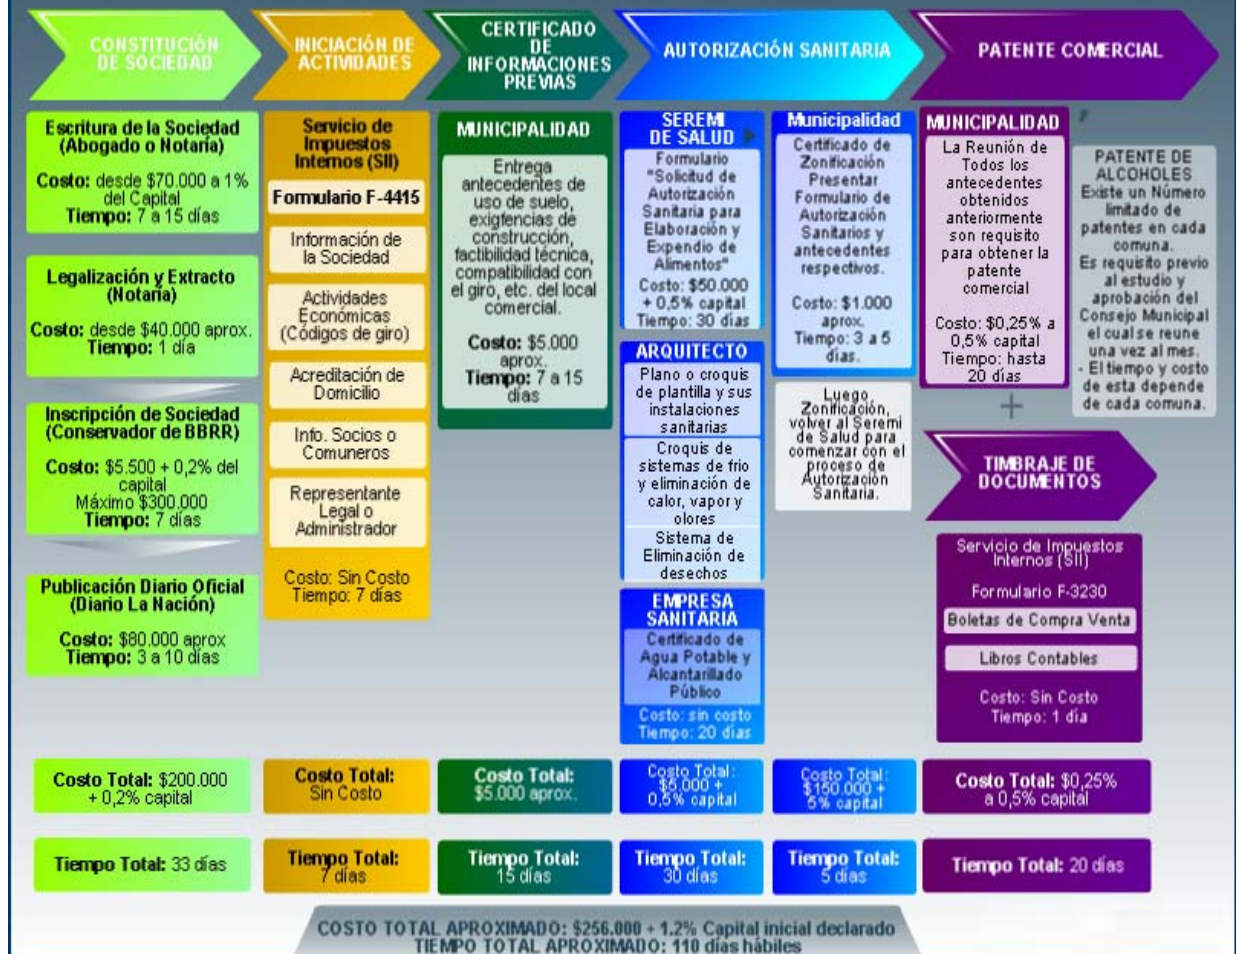 CONSTITUCIÓN
DE SOCIEDAD
INICIACIÓN DE
ACTIVIDADES
CERTIFICADO
DE
INFORMACIONES
PREVIAS
AUTORIZACIÓN SANITARIA
PATENTE COMERCIAL
Escritura de la Sociedad
(Abogado o Notaría)
Costo: desde $70.000 a 1%
del Capital
Tiempo: 7 a 15 días
Legalización y Extracto
(Notaría)
Costo: desde $40.000 aprox.
Tiempo: 1 día
Inscripción de Sociedad
(Conservador de BBRR)
Costo: $5.500 + 0,2% del
capital
Máximo $300.000
Tiempo: 7 días
Publicación Diario Oficial
(Diario La Nación)
Costo: $80.000 aprox
Tiempo: 3 a 10 días
Servicio de
Impuestos
Internos (SII)
Formulario F-4415
Información de
la Sociedad
Actividades
Económicas
(Códigos de giro)
Acreditación de
Domicilio
Info. Socios o
Comuneros
Representante
Legal o
Administrador
Costo: Sin Costo
Tiempo: 7 días
MUNICIPALIDAD
Entrega
antecedentes de
uso de suelo,
exigfencias de
construcción,
factibilidad técnica,
compatibilidad con
el giro, etc. del local
comercial.
Costo: $5.000
aprox.
Tiempo: 7 a 15
días
SEREMI
DE SALUD
Formulario
"Solicitud de
Autorización
Sanitaria para
Elaboración y
Expendio de
Alimentos"
Costo: $50.000
+ 0,5% capital
Tiempo: 30 días
ARQUITECTO
Plano o croquis
de plantilla y sus
instalaciones
sanitarias
Croquis de
sistemas de frio
y eliminación de
calor, vapor y
olores
Sistema de
Eliminación de
desechos
EMPRESA
SANITARIA
Certificado de
Agua Potable y
Alcantarillado
Público
Costo: sin costo
Tiempo: 20 días
Municipalidad
Certificado de
Zonificación
Presentar
Formulario de
Autorización
Sanitarios y
antecedentes
respectivos.
Costo: $1.000
aprox.
Tiempo: 3 a 5
días.
Luego
Zonificación,
volver al Seremi
de Salud para
comenzar con el
proceso de
Autorización
Sanitaria.
MUNICIPALIDAD
La Reunión de
Todos los
antecedentes
obtenidos
anteriormente
son requisito
para obtener la
patente
comercial
Costo: $0,25% a
0,5% capital
Tiempo: hasta
20 días
+
PATENTE DE
ALCOHOLES
Existe un Número
limitado de
patentes en cada
comuna.
Es requisito previo
al estudio y
aprobación del
Consejo Municipal
el cual se reune
una vez al mes.
- El tiempo y costo
de esta depende
de cada comuna.
TIMBRAJE DE
DOCUMENTOS
Servicio de Impuestos
Internos (SII)
Formulario F-3230
Boletas de Compra Venta
Libros Contables
Costo: Sin Costo
Tiempo: 1 día
Costo Total: $200.000
+ 0,2% capital
Costo Total:
Sin Costo
Costo Total:
$5.000 aprox.
Costo Total:
$5.000 +
0,5% capital
Costo Total:
$150.000 +
5% capital
Costo Total: $0,25%
a 0,5% capital
Tiempo Total: 33 días
Tiempo Total:
7 días
Tiempo Total:
15 días
Tiempo Total:
30 días
Tiempo Total:
5 días
Tiempo Total: 20 días
COSTO TOTAL APROXIMADO: $256.000 + 1.2% Capital inicial declarado
TIEMPO TOTAL APROXIMADO: 110 días hábiles